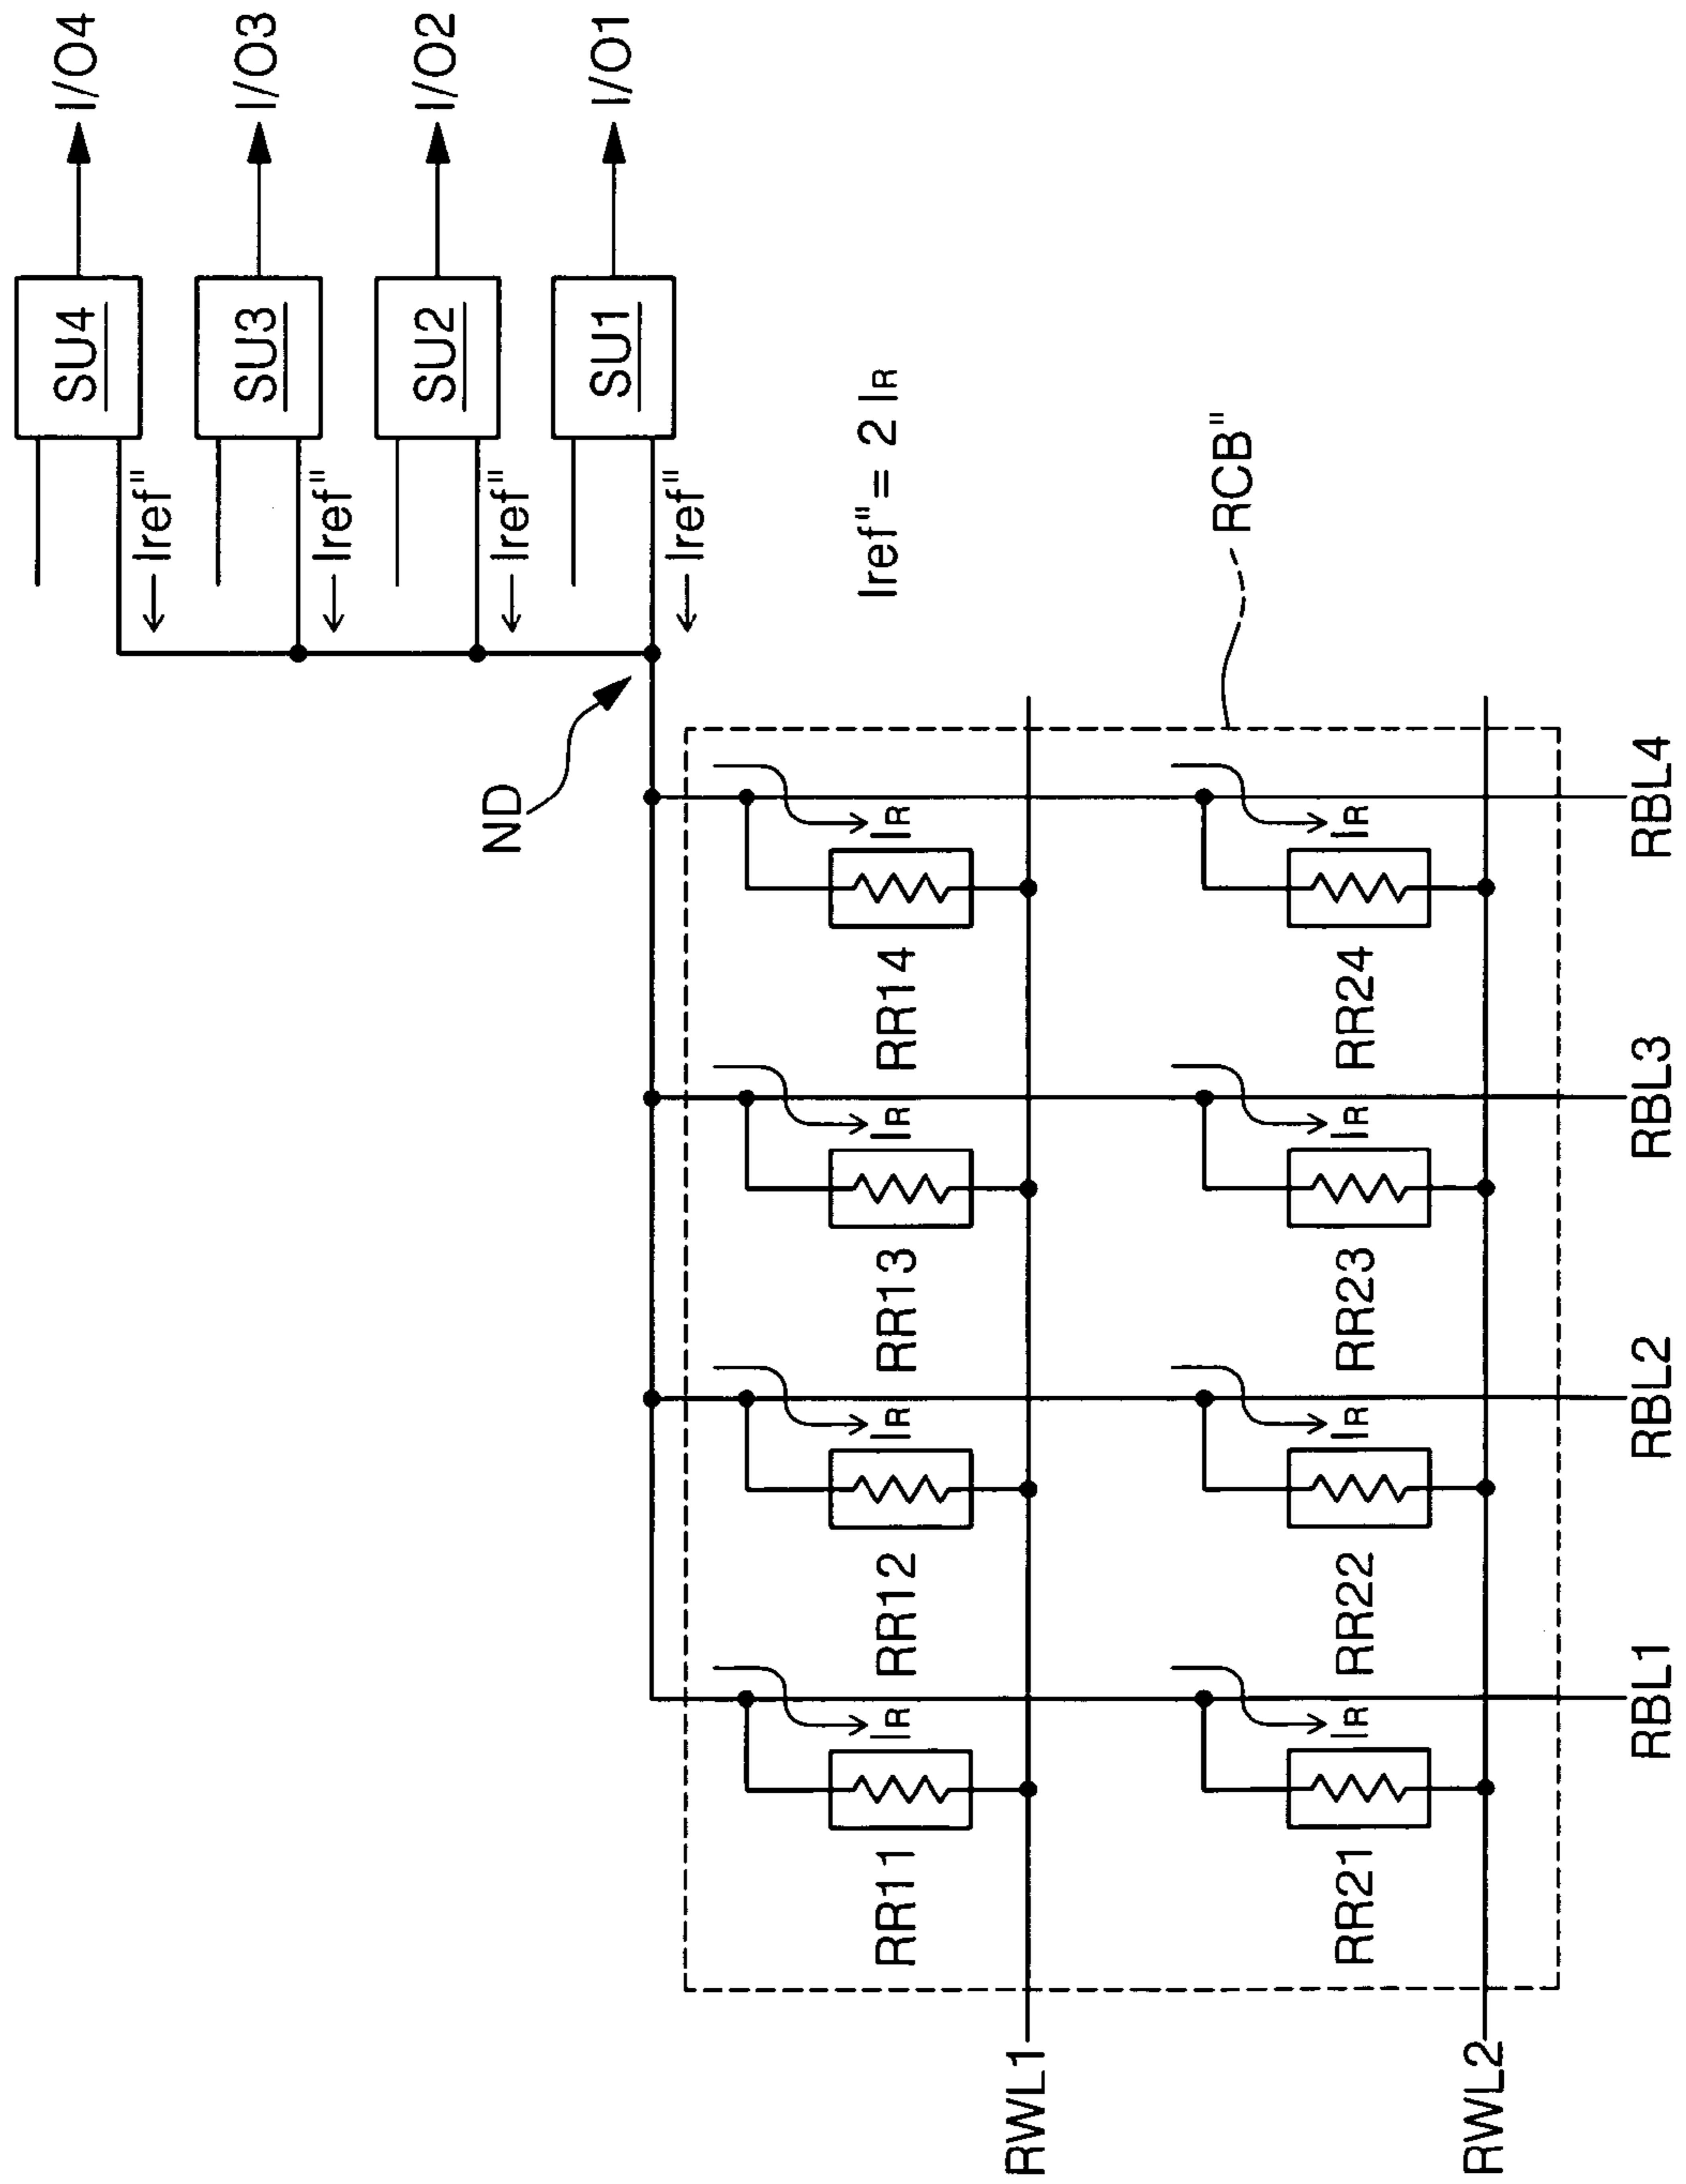 I/O4
I/O3
I/O2
I/O1
SU4
SU3
SU2
SU1
Iref"
Iref"
Iref"
Iref"
Iref" = 2 IR
ND
RCB"
IR
IR
IR
IR
RR11
RR12
RR13
RR14
RWL1
IR
IR
IR
IR
RR21
RR22
RR23
RR24
RWL2
RBL1
RBL2
RBL3
RBL4